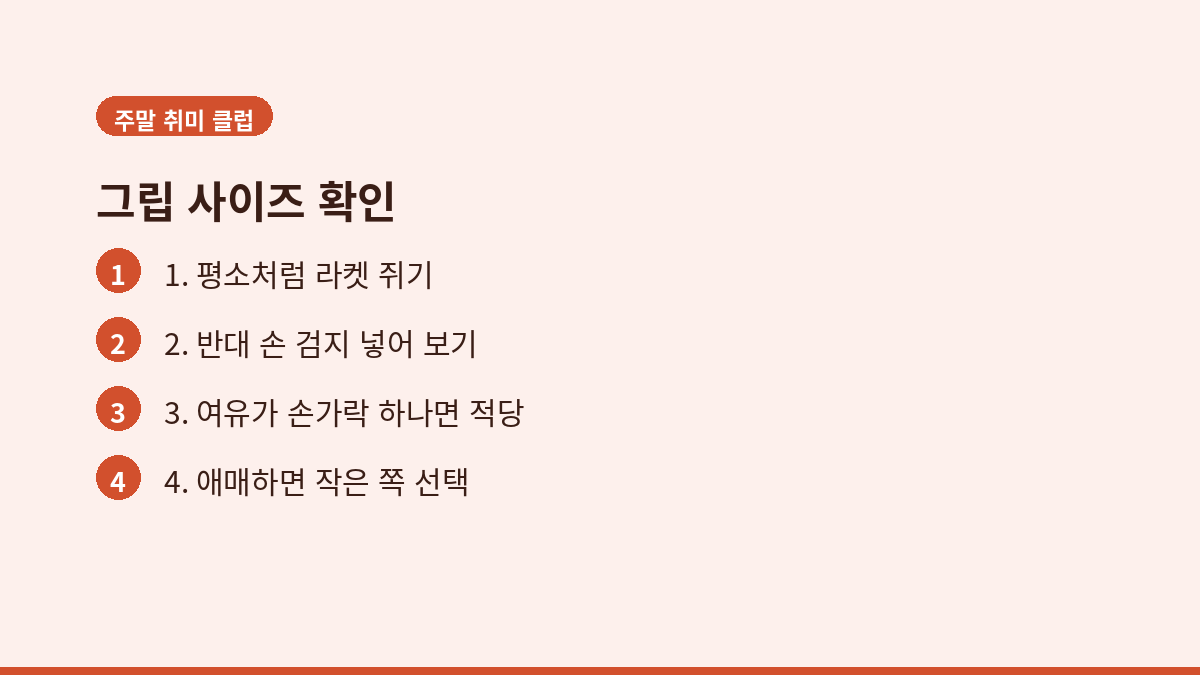 주말 취미 클럽
그립 사이즈 확인
1 1. 평소처럼 라켓 쥐기
2 2. 반대 손 검지 넣어 보기
3 3. 여유가 손가락 하나면 적당
4 4. 애매하면 작은 쪽 선택